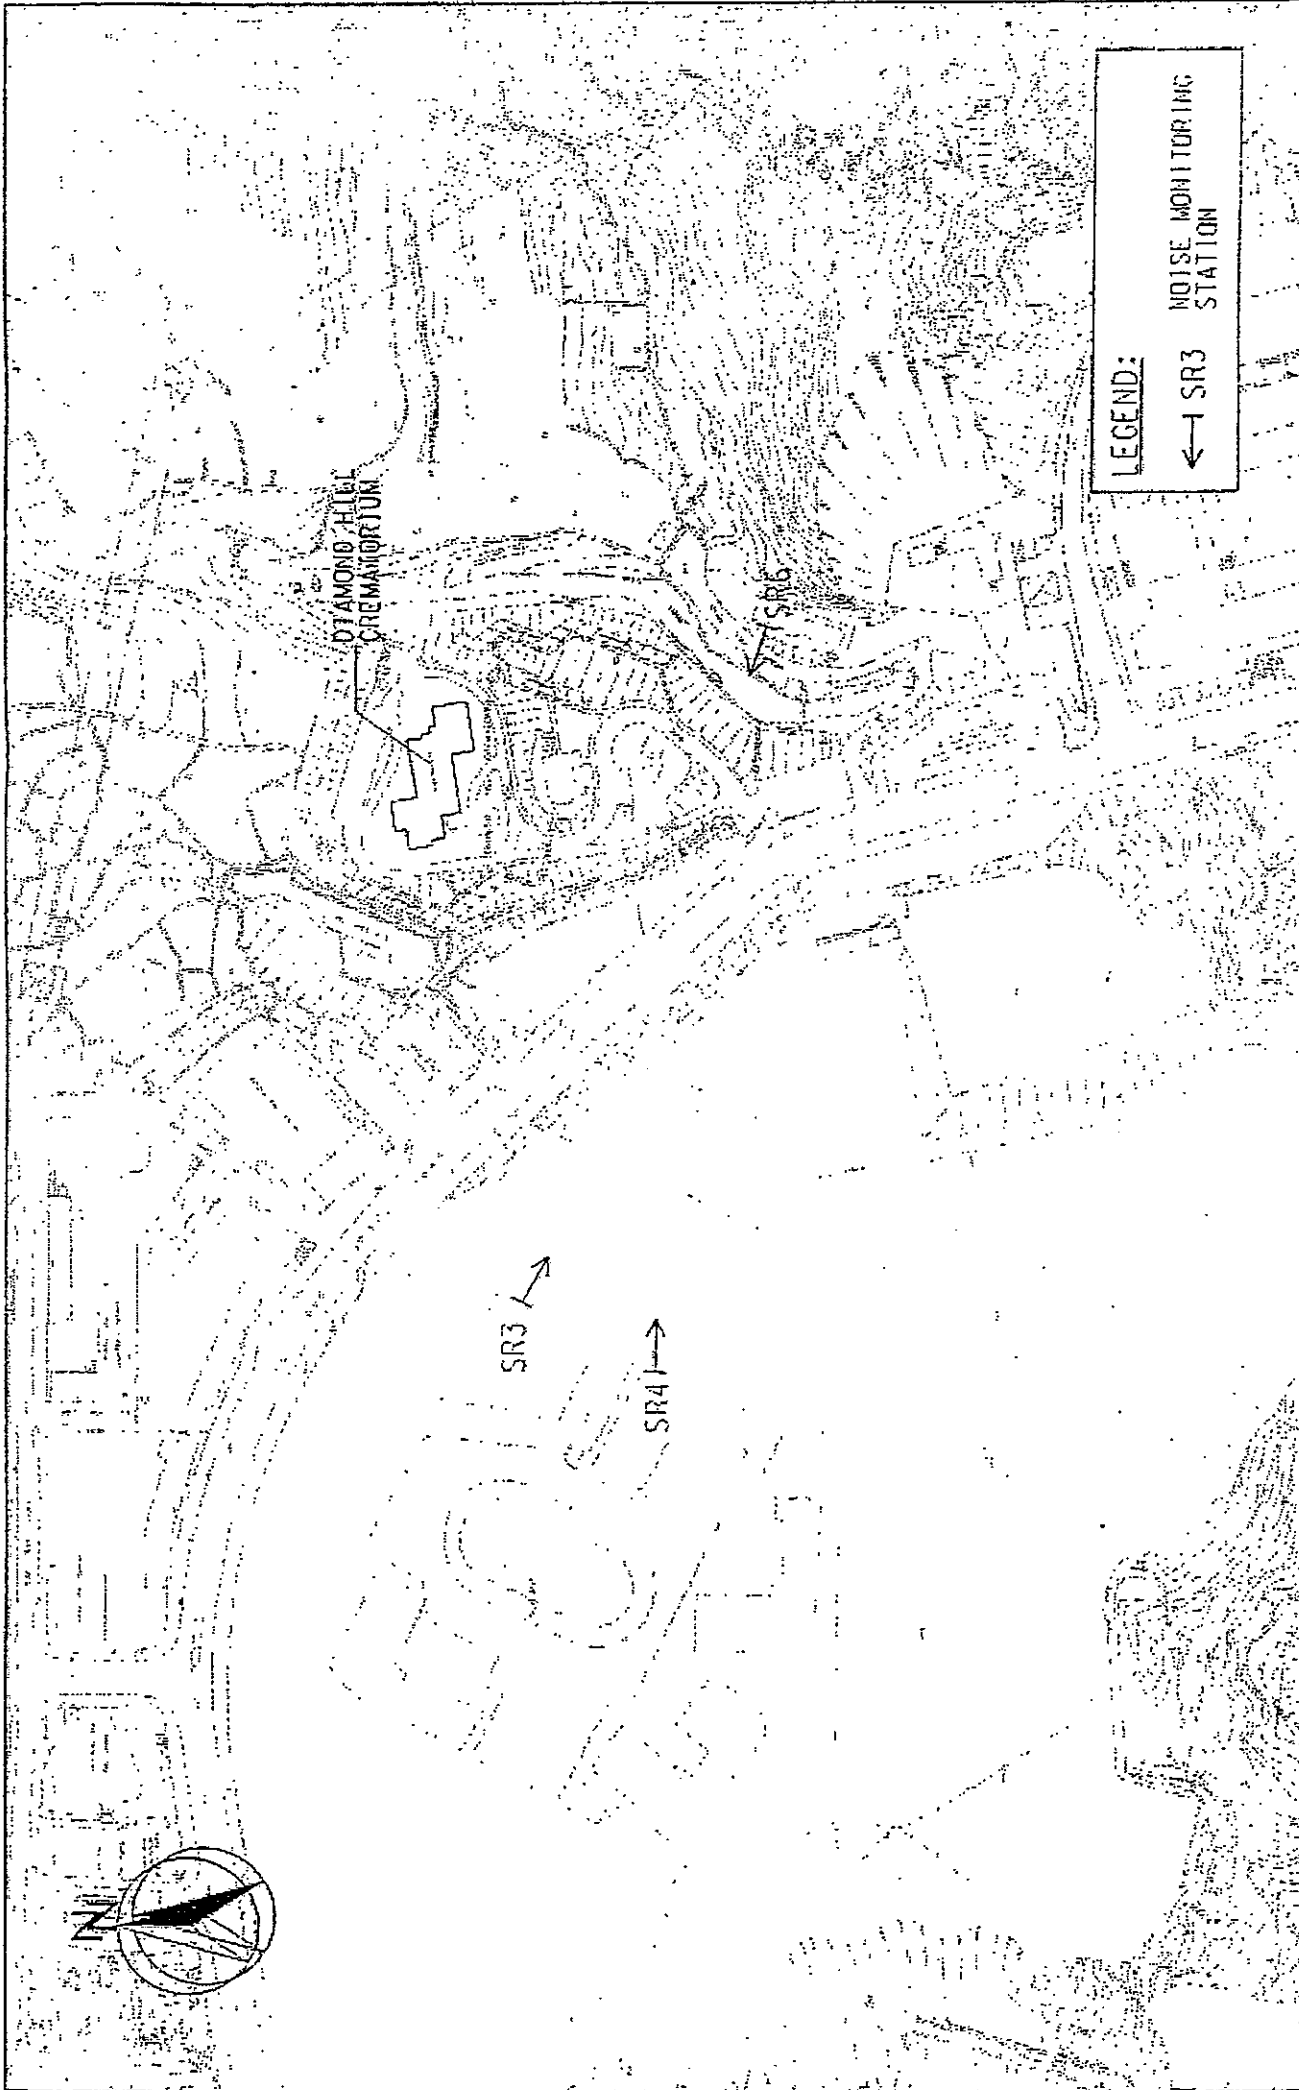 N
DIAMOND HILL
CREMATORIUM
SR6
SR3
SR4
LEGEND:
SR3 NOISE MONITORING
STATION